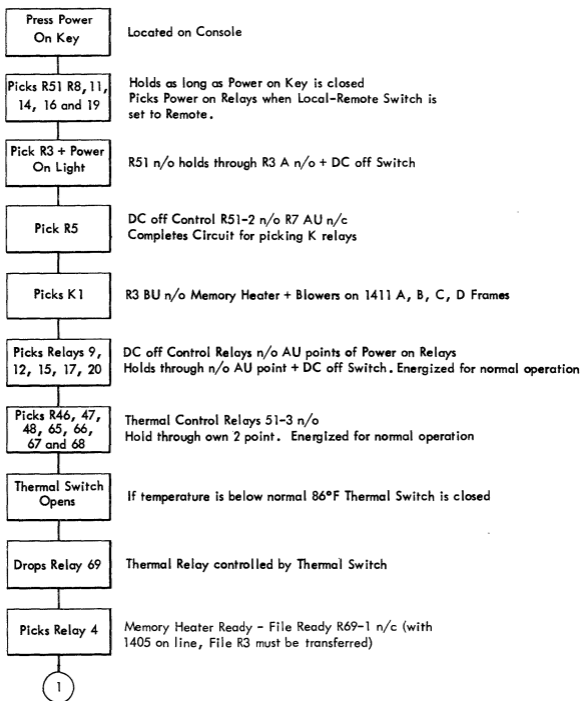 Press Power
On Key
Located on Console
Picks R51 R8, 11,
14, 16 and 19
Holds as long as Power on Key is closed
Picks Power on Relays when Local-Remote Switch is
set to Remote.
Pick R3 + Power
On Light
R51 n/o holds through R3 A n/o + DC off Switch
Pick R5
DC off Control R51-2 n/o R7 AU n/c
Completes Circuit for picking K relays
Picks K1
R3 BU n/o Memory Heater + Blowers on 1411 A, B, C, D Frames
Picks Relays 9,
12, 15, 17, 20
DC off Control Relays n/o AU points of Power on Relays
Holds through n/o AU point + DC off Switch. Energized for normal operation
Picks R46, 47,
48, 65, 66,
67 and 68
Thermal Control Relays 51-3 n/o
Hold through own 2 point. Energized for normal operation
Thermal Switch
Opens
If temperature is below normal 86°F Thermal Switch is closed
Drops Relay 69
Thermal Relay controlled by Thermal Switch
Picks Relay 4
Memory Heater Ready - File Ready R69-1 n/c (with
1405 on line, File R3 must be transferred)
1